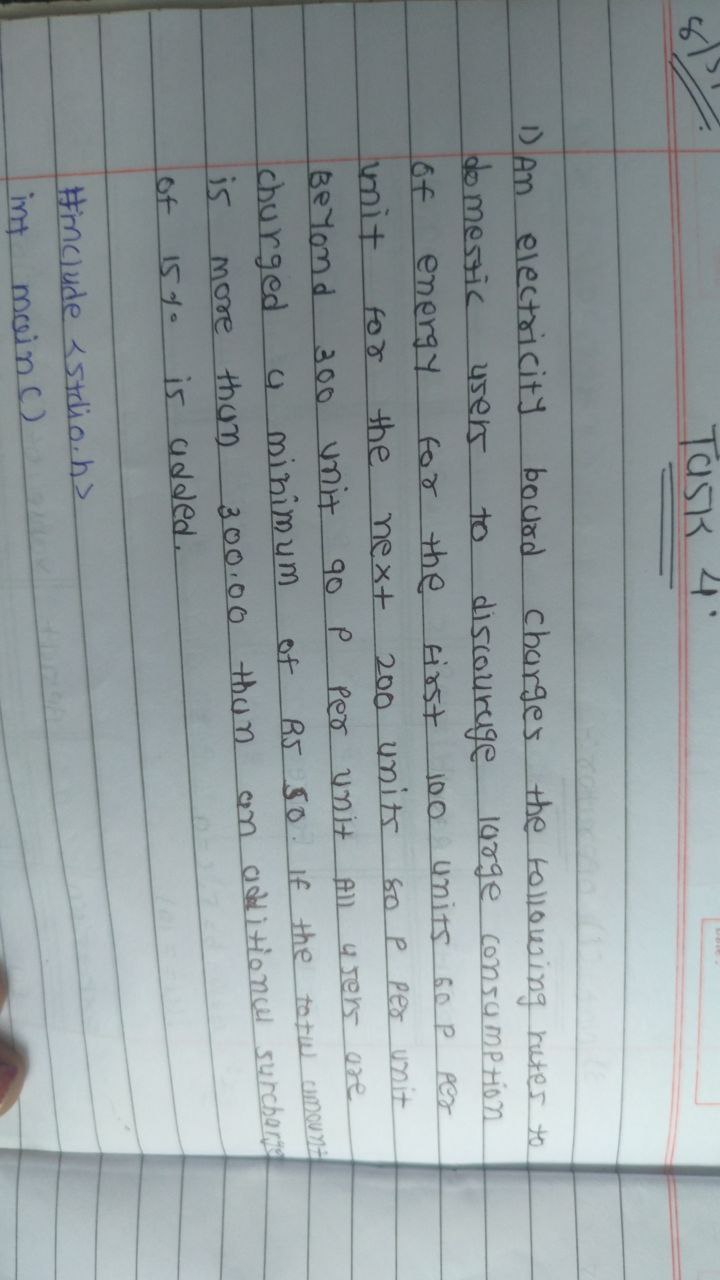 Task 4.
1) An electricity board charges the following rates to
domestic users to discourage large consumption
of energy for the first 100 units 60 P per
unit for the next 200 units 80 P per unit
Beyond 300 unit 90 P per unit All users are
charged a minimum of RS 50. If the total amount
is more than 300.00 than an additional surcharge
of 15% is added.
#include <stdio.h>
int main()